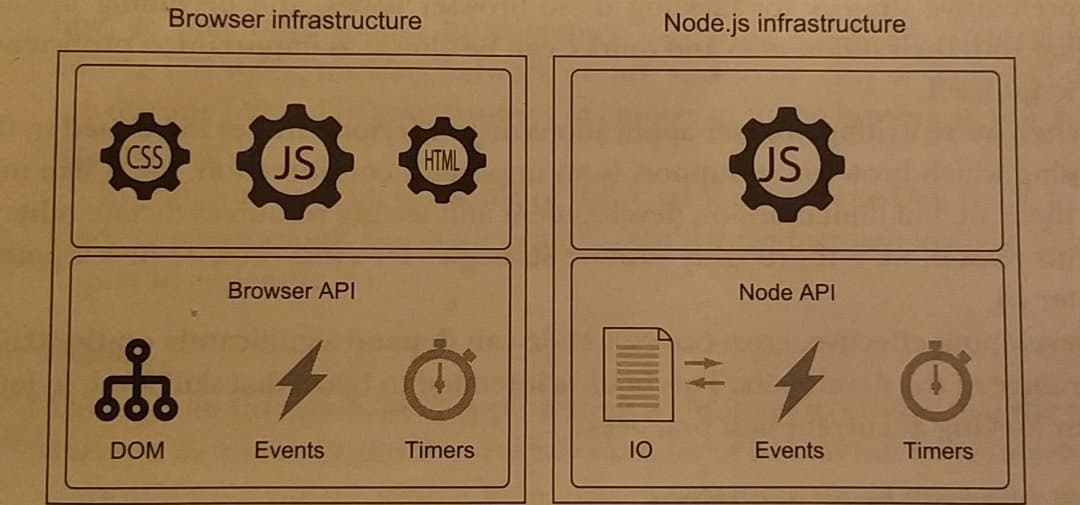 Browser infrastructure
Node.js infrastructure
CSS
JS
HTML
JS
Browser API
Node API
DOM
Events
Timers
IO
Events
Timers